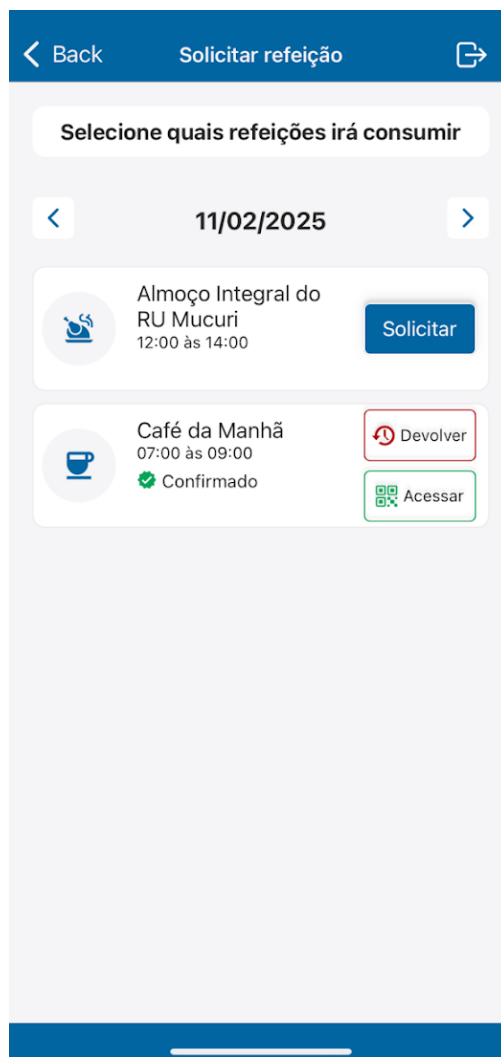 Back
Solicitar refeição
Selecione quais refeições irá consumir
11/02/2025
Almoço Integral do
RU Mucuri
12:00 às 14:00
Solicitar
Café da Manhã
07:00 às 09:00
Confirmado
Devolver
Acessar